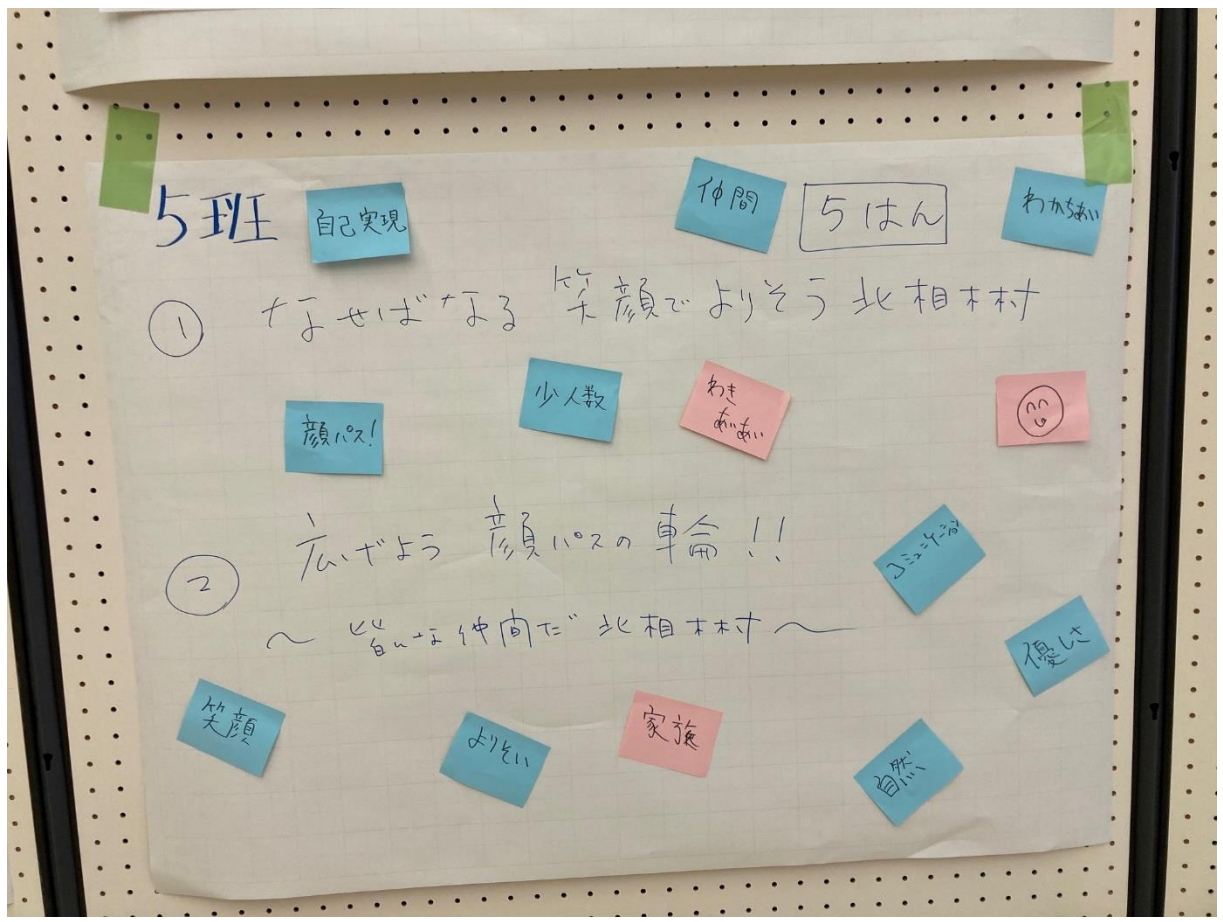 5班
自己実現
仲間
5はん
わかちあい
① なせばなる 笑顔でよりそう 北相木村
顔パス!
少人数
わき
あいあい
② 広げよう 顔パスの輪!!
コミュニケーション
～ 皆んな仲間だ 北相木村 ～
優しさ
笑顔
よりそい
家族
自然